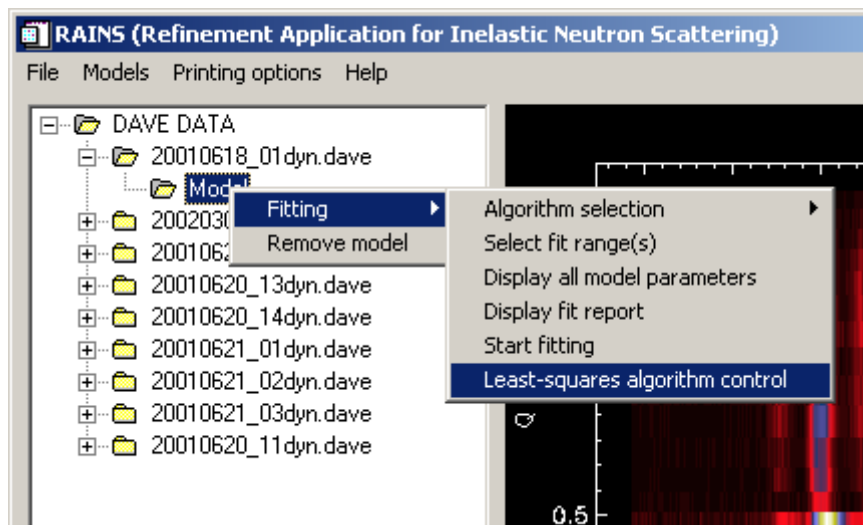 RAINS (Refinement Application for Inelastic Neutron Scattering)
File Models Printing options Help
DAVE DATA
20010618_01dyn.dave
Fitting
Remove model
Algorithm selection
Select fit range(s)
Display all model parameters
Display fit report
Start fitting
Least-squares algorithm control
20010620_13dyn.dave
20010620_14dyn.dave
20010621_01dyn.dave
20010621_02dyn.dave
20010621_03dyn.dave
20010620_11dyn.dave
Q
0.5